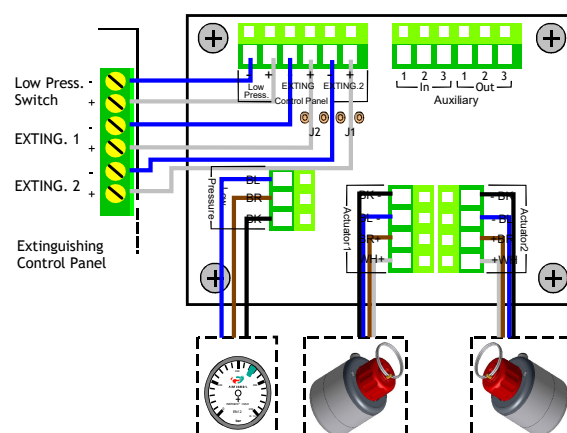 Low Press.
Switch
-
+
EXTING. 1
-
+
EXTING. 2
-
+
Extinguishing
Control Panel
- + - + - +
Low
Press.
EXTING
EXTING.2
Control Panel
J2 J1
1 2 3 1 2 3
In Out
Auxiliary
Low
Pressure
BL
BR
BK
Actuator1
BK-
BL-
BR+
WH+
- BK
- BL
+BR
+WH
Actuator2
bar